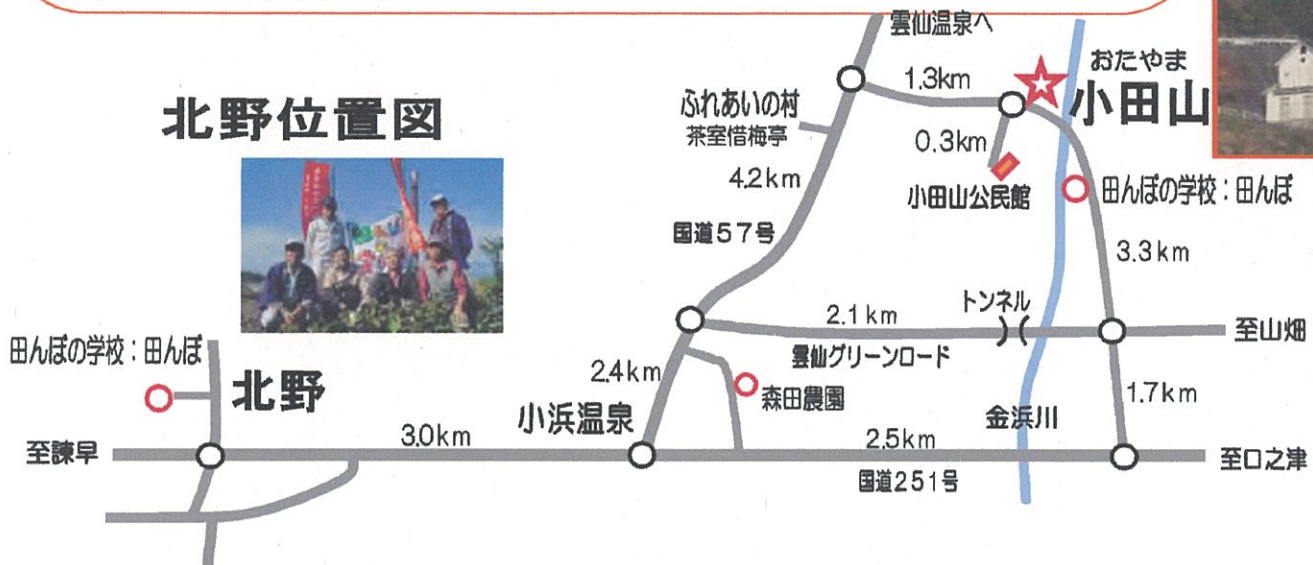 雲仙温泉へ
1.3km
おたやま
小田山
北野位置図
ふれあいの村
茶室惜梅亭
0.3km
4.2km
小田山公民館
田んぼの学校：田んぼ
国道57号
3.3km
トンネル
2.1km
至山畑
田んぼの学校：田んぼ
雲仙グリーンロード
北野
2.4km
森田農園
1.7km
小浜温泉
金浜川
3.0km
2.5km
至諫早
至口之津
国道251号